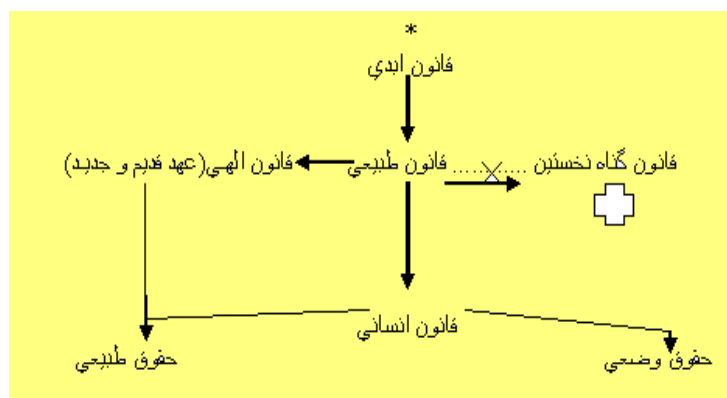 *
قانون ابدي
قانون گناه نخستين ........... قانون طبيعي قانون الهي(عهد قديم و جديد)
قانون انساني
حقوق وضعي حقوق طبيعي